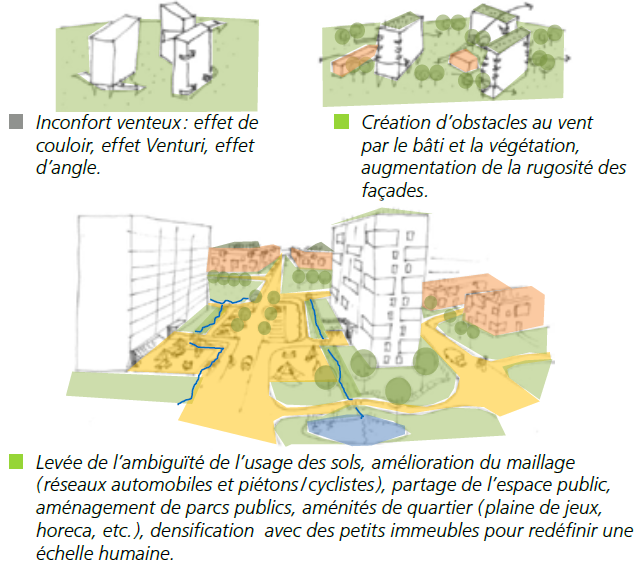 Inconfort venteux : effet de
couloir, effet Venturi, effet
d’angle.
Création d’obstacles au vent
par le bâti et la végétation,
augmentation de la rugosité des
façades.
Levée de l’ambiguïté de l’usage des sols, amélioration du maillage
(réseaux automobiles et piétons/cyclistes), partage de l’espace public,
aménagement de parcs publics, aménités de quartier (plaine de jeux,
horeca, etc.), densification avec des petits immeubles pour redéfinir une
échelle humaine.